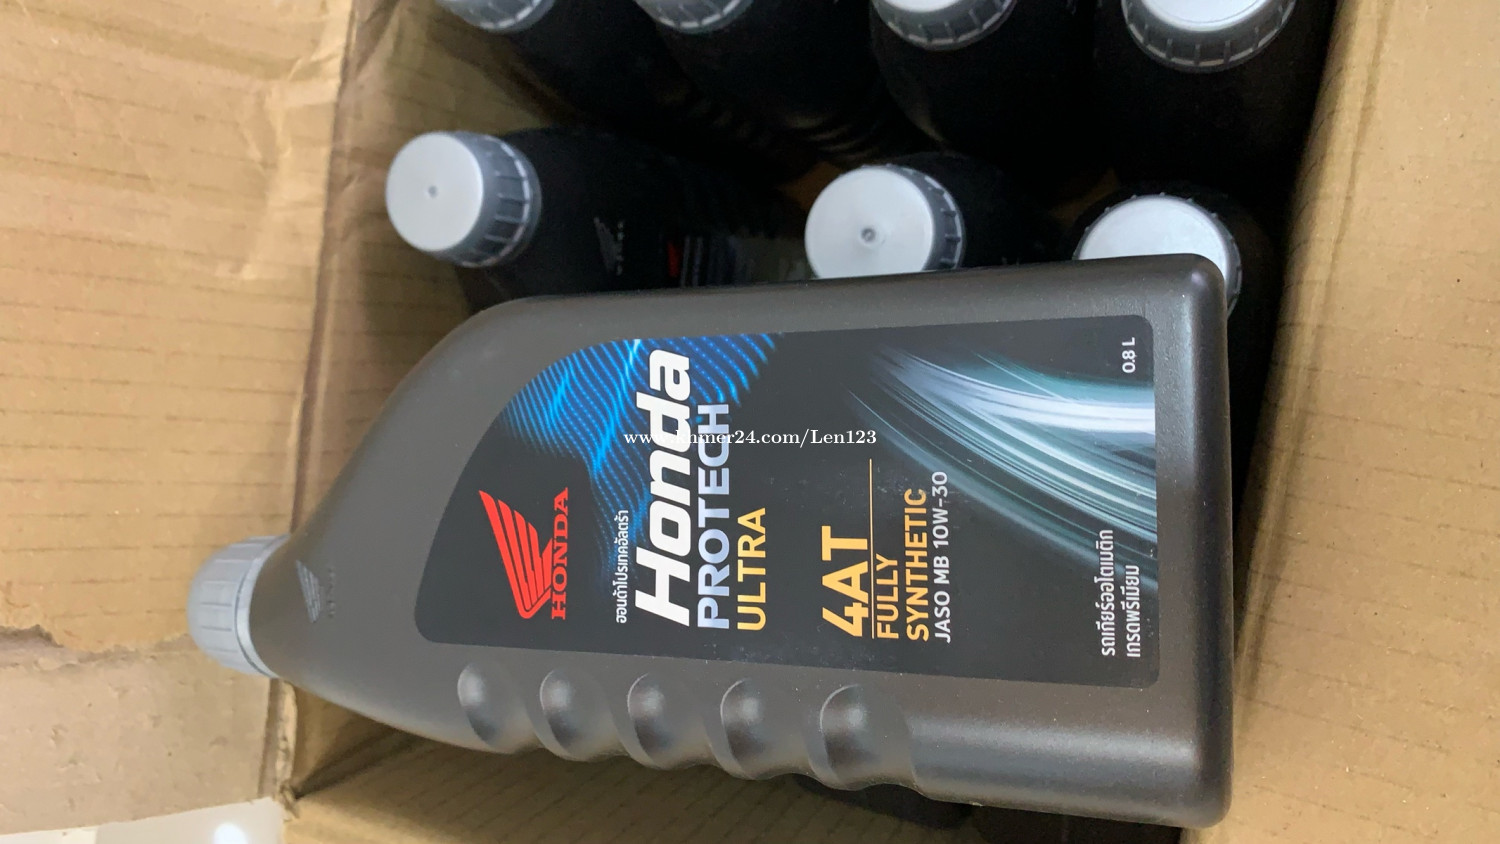 HONDA
ฮอนด้าโปรเทคอัลตร้า
Honda
PROTECH
ULTRA
4AT
FULLY
SYNTHETIC
JASO MB 10W-30
รถเกียร์ออโตเมติก
เกรดพรีเมียม
0.8 L
www.khmer24.com/Len123